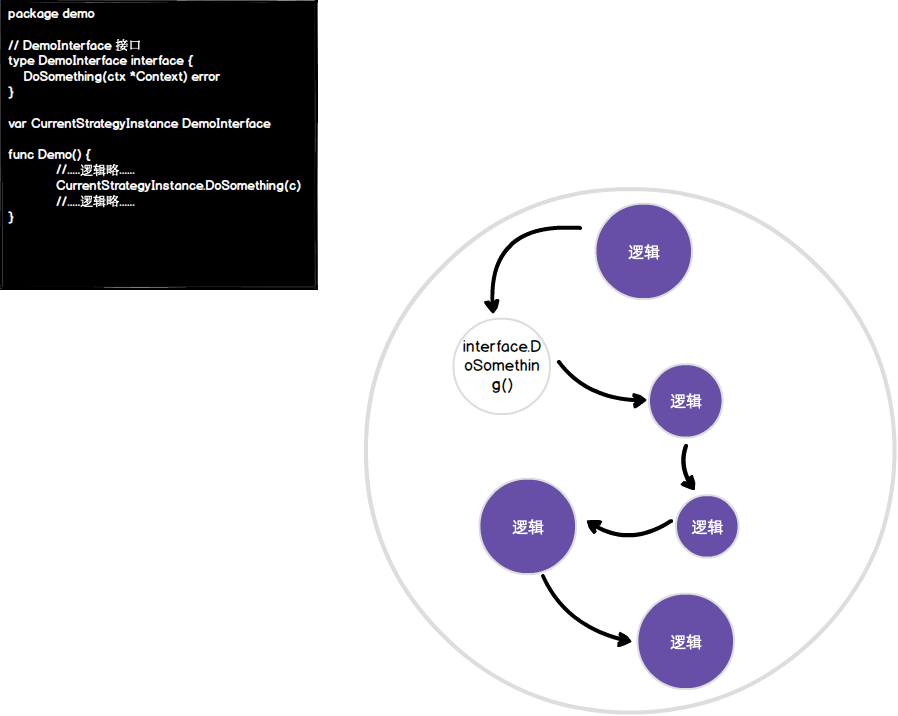 package demo
// DemoInterface 接口
type DemoInterface interface {
DoSomething(ctx *Context) error
}
var CurrentStrategyInstance DemoInterface
func Demo() {
//.....逻辑略......
CurrentStrategyInstance.DoSomething(c)
//.....逻辑略......
}
逻辑
interface.D
oSomethin
g()
逻辑
逻辑
逻辑
逻辑